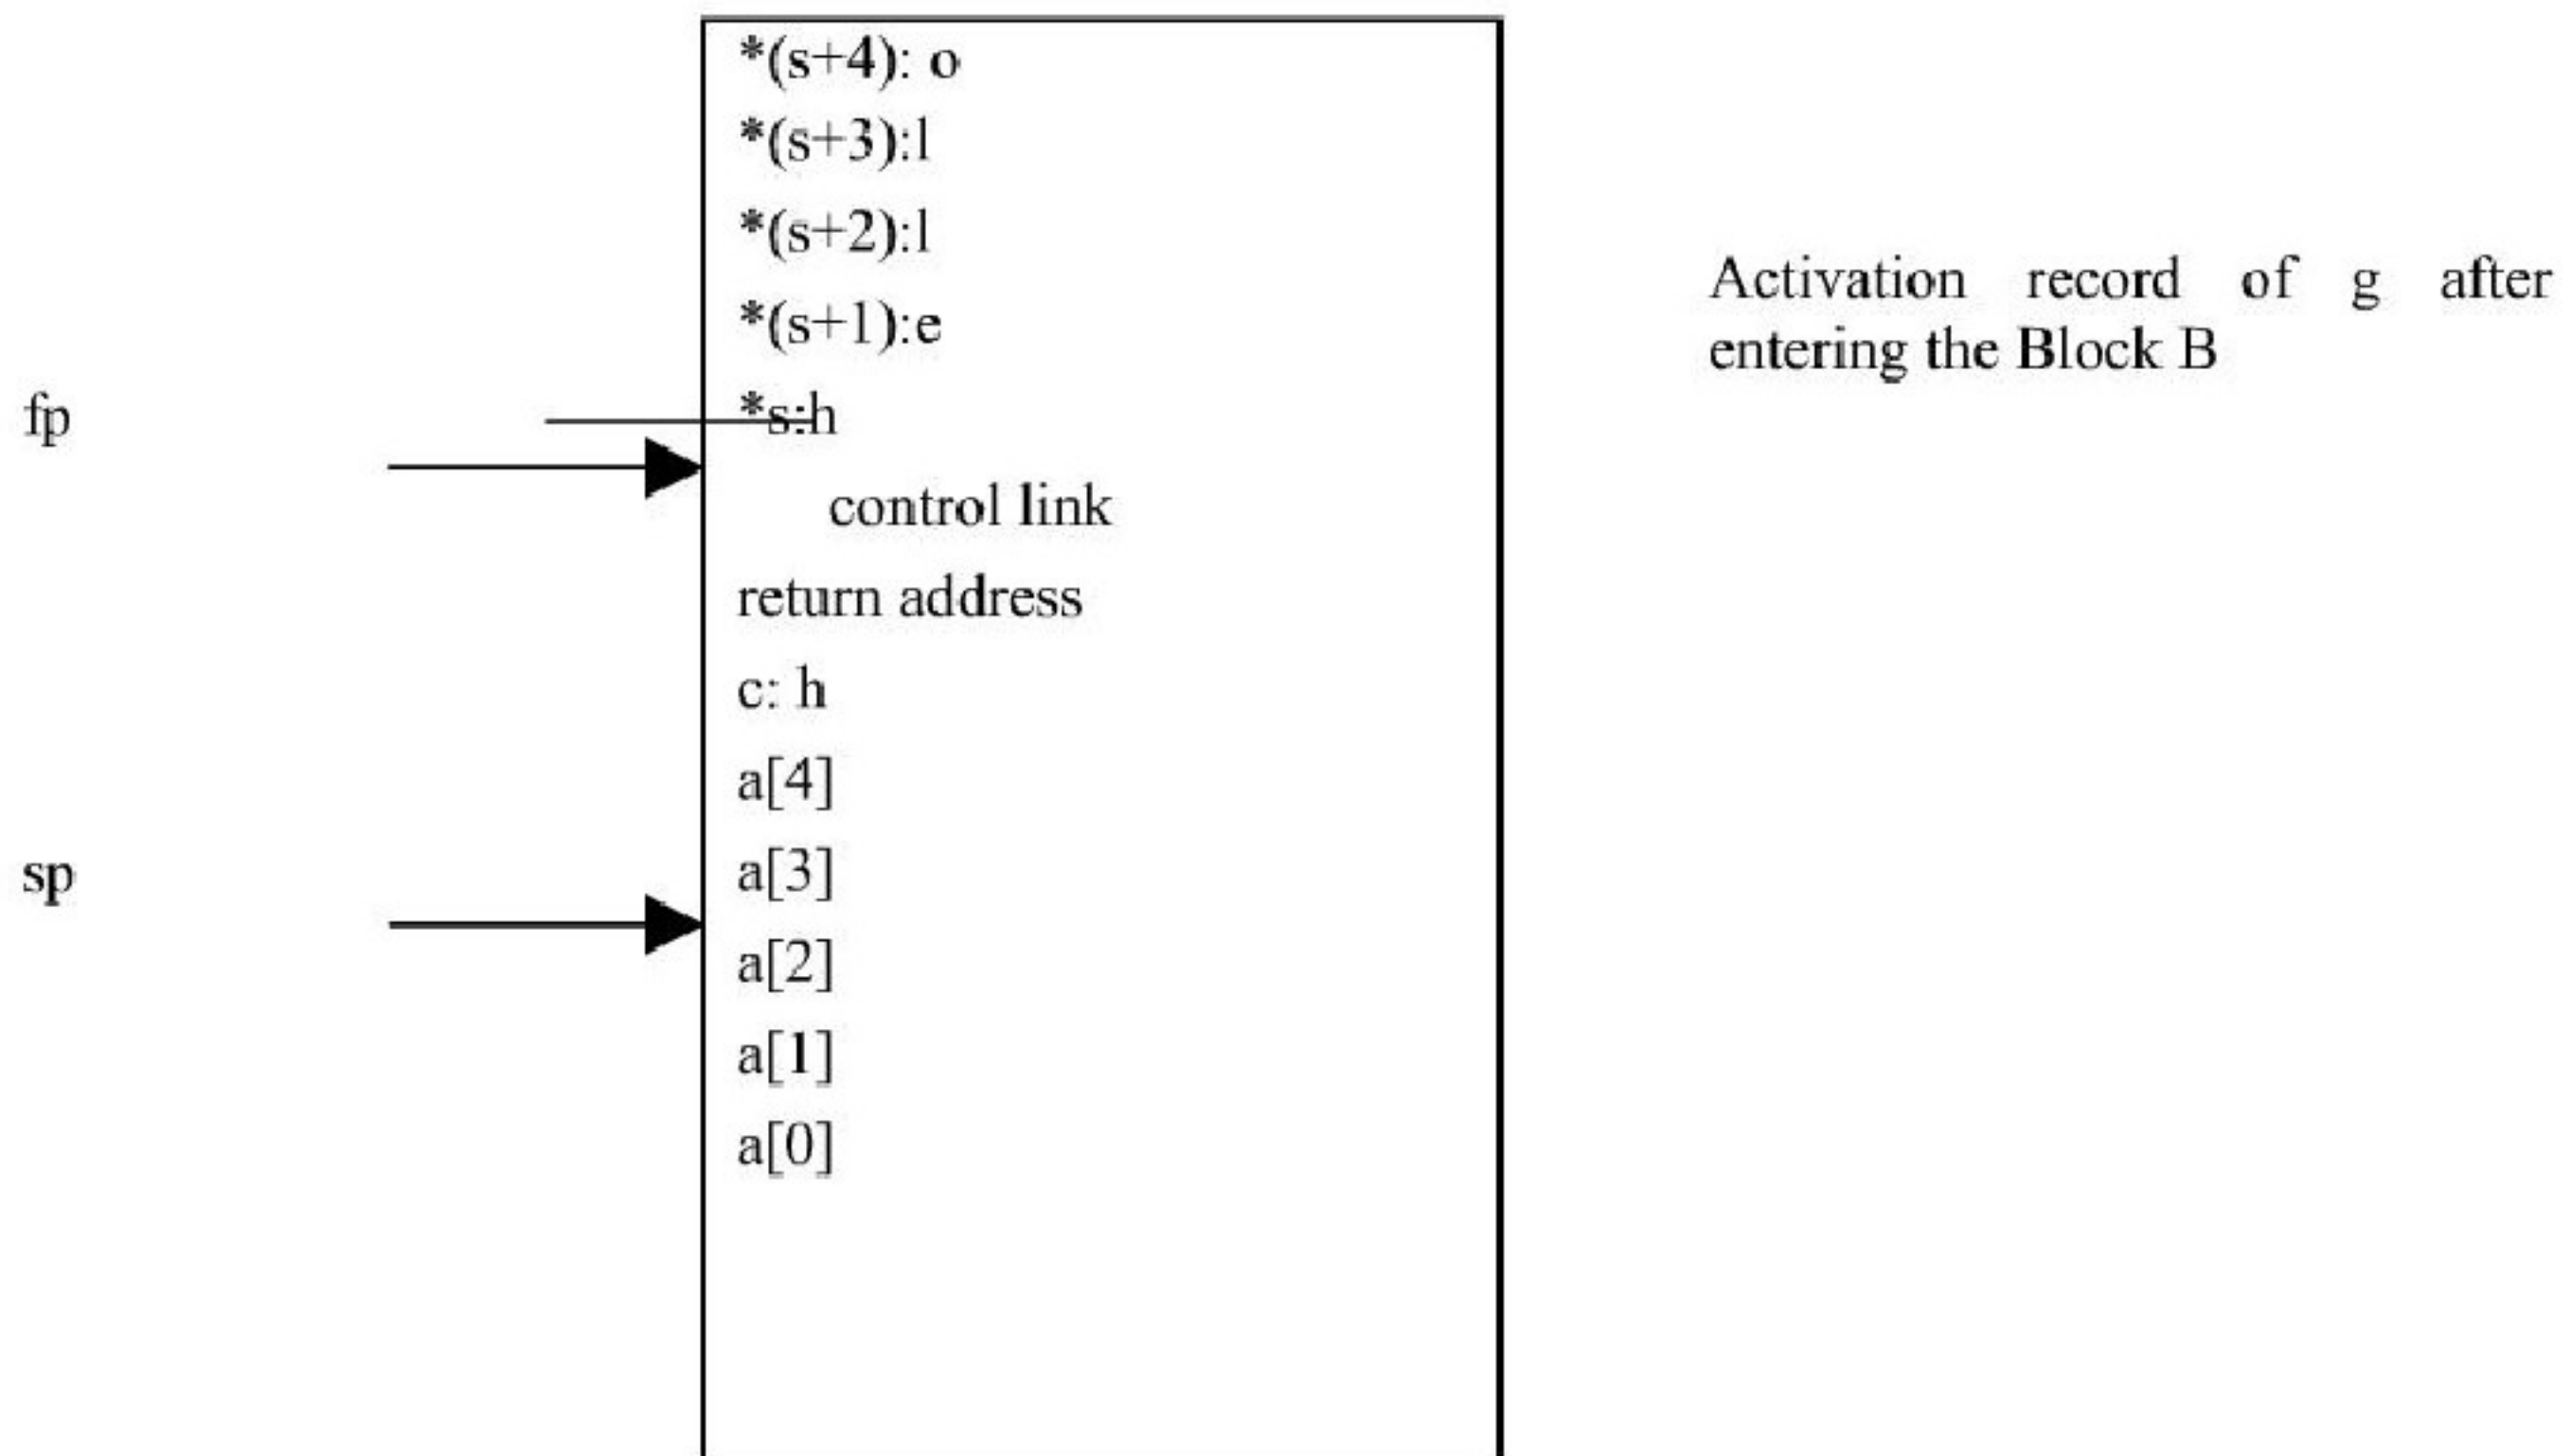 *(s+4): o
*(s+3):l
*(s+2):l
*(s+1):e
fp
*s:h
control link
return address
c: h
a[4]
sp
a[3]
a[2]
a[1]
a[0]
Activation record of g after
entering the Block B